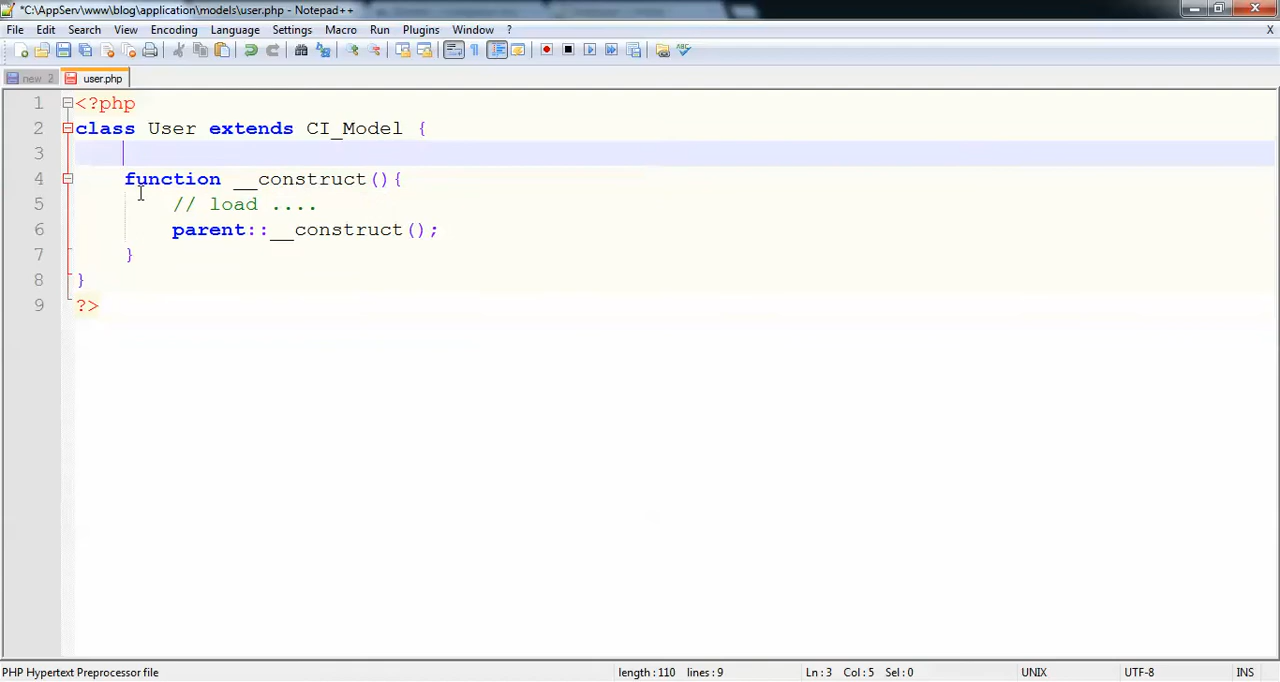 *C:\AppServ\www\blog\application\models\user.php - Notepad++
File Edit Search View Encoding Language Settings Macro Run Plugins Window ? X
new 2 user.php
1 <?php
2 class User extends CI_Model {
3
4 function __construct(){
5 // load ....
6 parent::__construct();
7 }
8 }
9 ?>
PHP Hypertext Preprocessor file length:110 lines:9 Ln:3 Col:5 Sel:0 UNIX UTF-8 INS